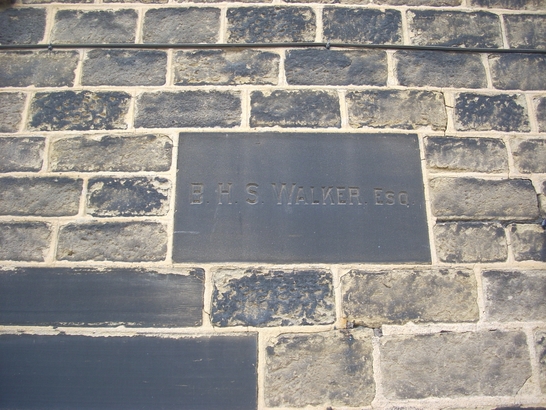 B H S WALKER. ESQ.